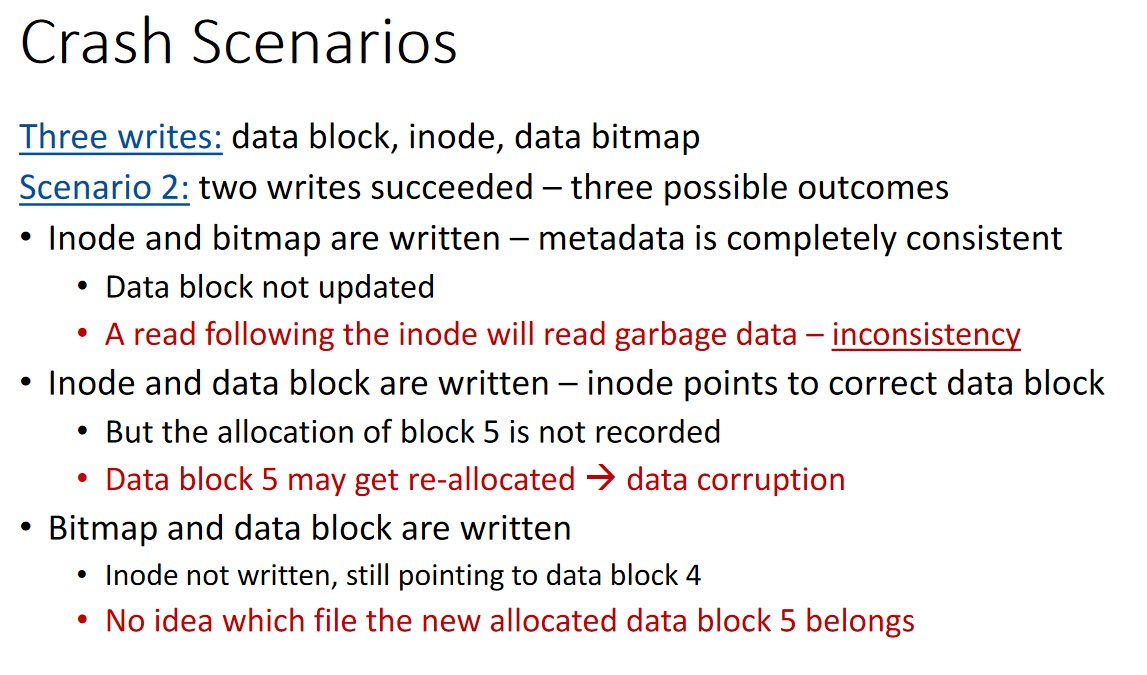 Crash Scenarios
Three writes: data block, inode, data bitmap
Scenario 2: two writes succeeded – three possible outcomes
• Inode and bitmap are written – metadata is completely consistent
• Data block not updated
• A read following the inode will read garbage data – inconsistency
• Inode and data block are written – inode points to correct data block
• But the allocation of block 5 is not recorded
• Data block 5 may get re-allocated → data corruption
• Bitmap and data block are written
• Inode not written, still pointing to data block 4
• No idea which file the new allocated data block 5 belongs